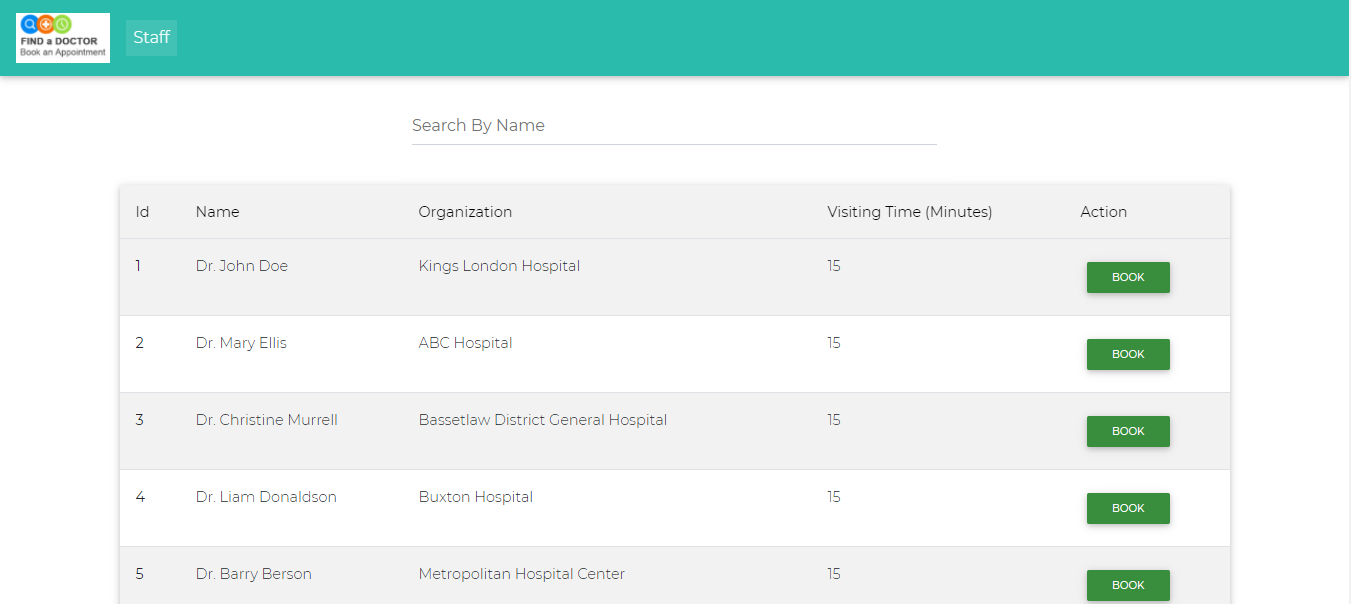 FIND a DOCTOR
Book an Appointment
Staff
Search By Name
Id Name Organization Visiting Time (Minutes) Action
1 Dr. John Doe Kings London Hospital 15 BOOK
2 Dr. Mary Ellis ABC Hospital 15 BOOK
3 Dr. Christine Murrell Bassetlaw District General Hospital 15 BOOK
4 Dr. Liam Donaldson Buxton Hospital 15 BOOK
5 Dr. Barry Berson Metropolitan Hospital Center 15 BOOK